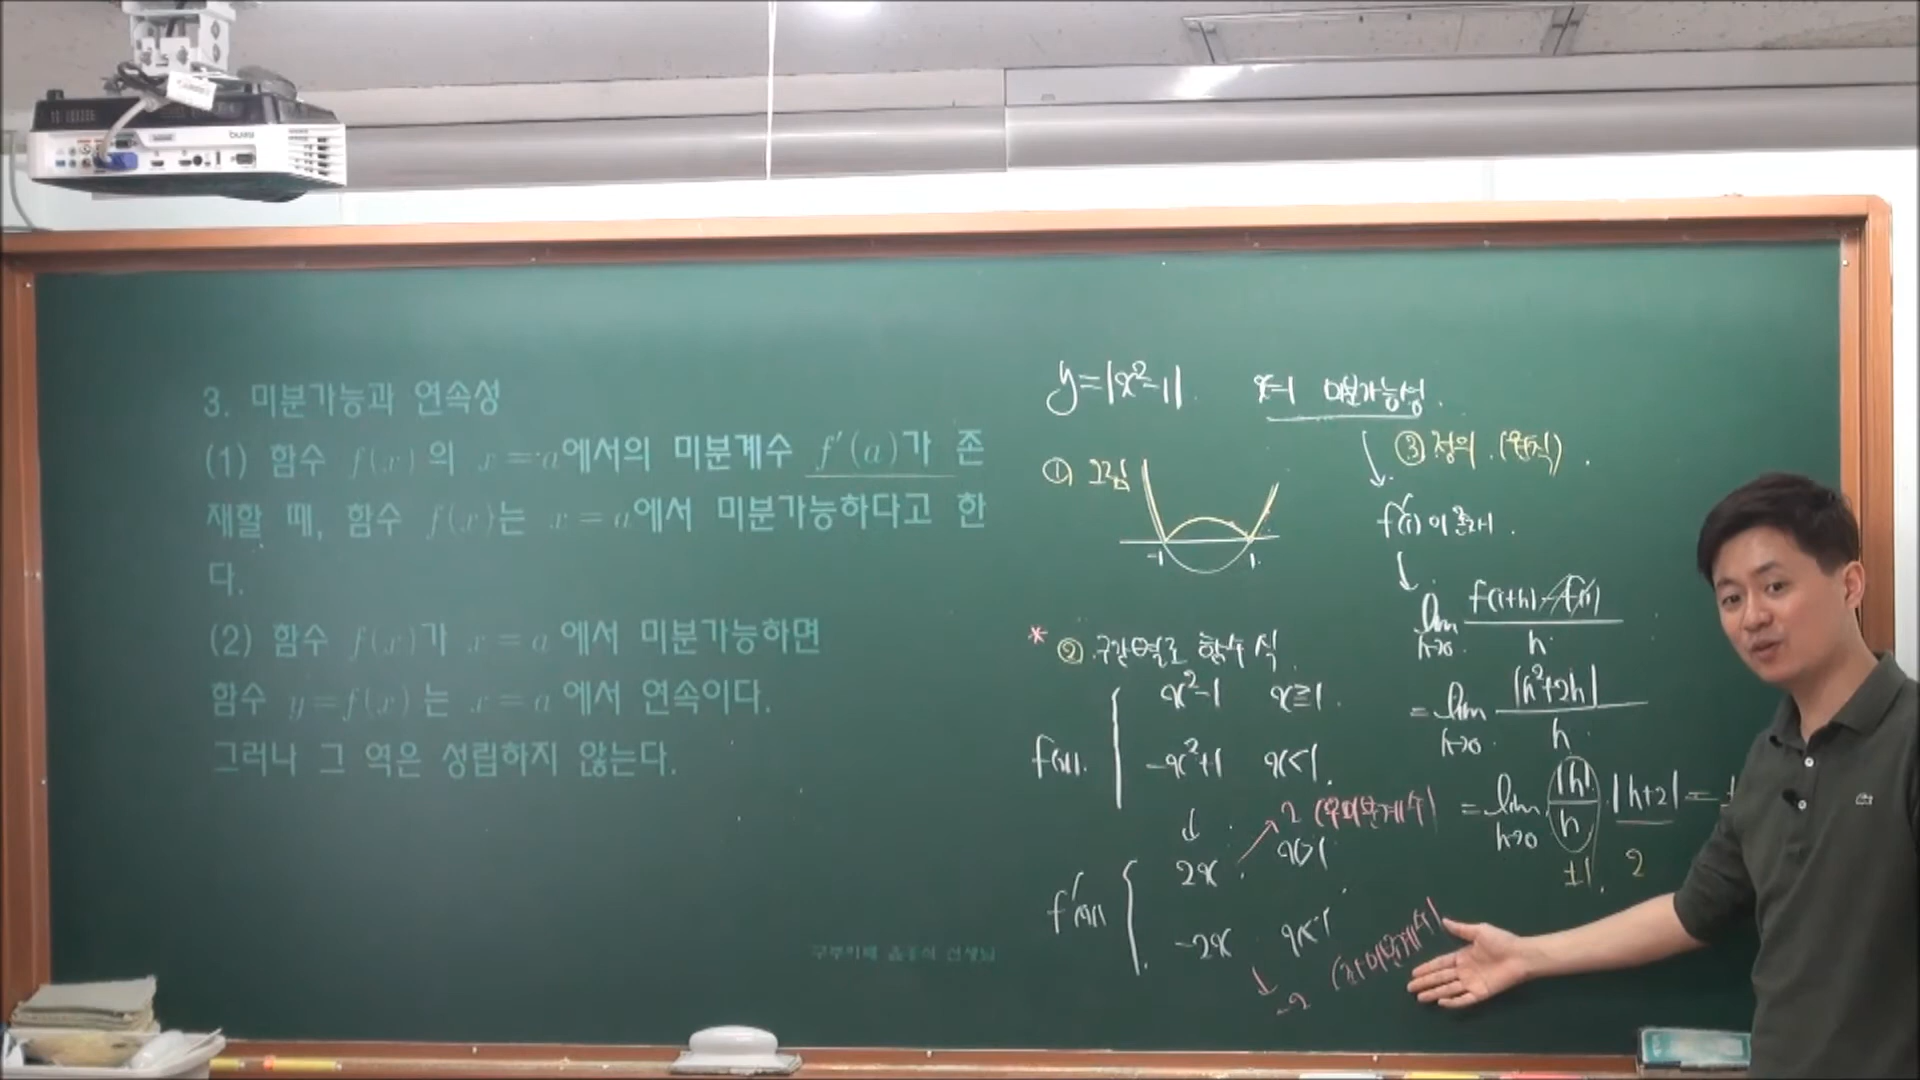 BenQ
3. 미분가능과 연속성
(1) 함수 f(x)의 x=a에서의 미분계수 f′(a)가 존
재할 때, 함수 f(x)는 x=a에서 미분가능하다고 한
다.
(2) 함수 f(x)가 x=a 에서 미분가능하면
함수 y=f(x)는 x=a 에서 연속이다.
그러나 그 역은 성립하지 않는다.
선생님
y=|x²-1| x=1 미분가능성.
① 그림
-1 1
* ② 구간별로 함수 식
f(x). { x²-1 x≥1.
-x²+1 x<1.
↓
f′(x) { 2x x>1
↗ 2 (우미분계수)
-2x x<1
↓ -2 (좌미분계수)
③ 정의. (원칙).
↓
f′(1)이 존재.
↓
lim h→0 f(1+h)-f(1) / h
= lim h→0 |h²+2h| / h
= lim h→0 |h| / h · |h+2| = ±
±1. 2